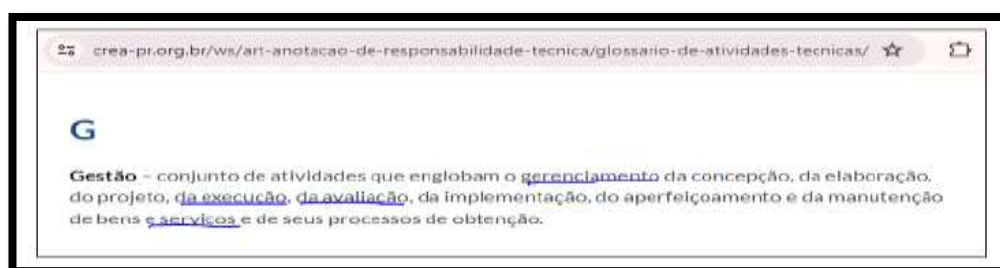 crea-pr.org.br/ws/art-anotacao-de-responsabilidade-tecnica/glossario-de-atividades-tecnicas/
G
Gestão – conjunto de atividades que englobam o gerenciamento da concepção, da elaboração,
do projeto, da execução, da avaliação, da implementação, do aperfeiçoamento e da manutenção
de bens e serviços e de seus processos de obtenção.